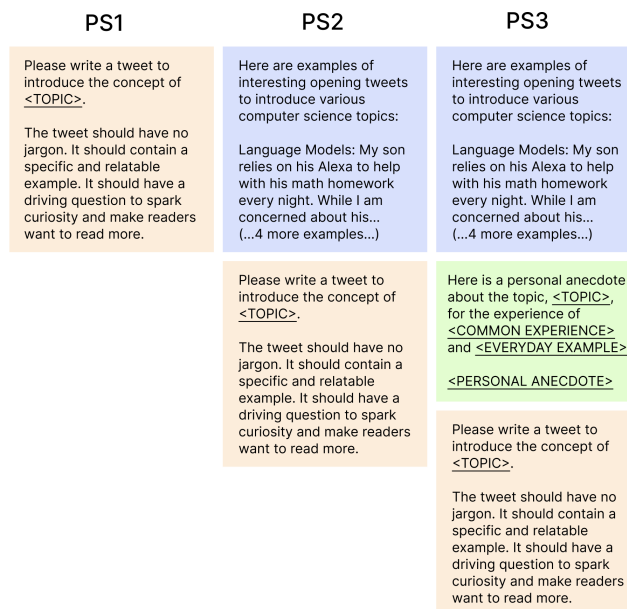 PS1
Please write a tweet to
introduce the concept of
<TOPIC>.
The tweet should have no
jargon. It should contain a
specific and relatable
example. It should have a
driving question to spark
curiosity and make readers
want to read more.
PS2
Here are examples of
interesting opening tweets
to introduce various
computer science topics:
Language Models: My son
relies on his Alexa to help
with his math homework
every night. While I am
concerned about his...
(...4 more examples...)
Please write a tweet to
introduce the concept of
<TOPIC>.
The tweet should have no
jargon. It should contain a
specific and relatable
example. It should have a
driving question to spark
curiosity and make readers
want to read more.
PS3
Here are examples of
interesting opening tweets
to introduce various
computer science topics:
Language Models: My son
relies on his Alexa to help
with his math homework
every night. While I am
concerned about his...
(...4 more examples...)
Here is a personal anecdote
about the topic, <TOPIC>,
for the experience of
<COMMON EXPERIENCE>
and <EVERYDAY EXAMPLE>
<PERSONAL ANECDOTE>
Please write a tweet to
introduce the concept of
<TOPIC>.
The tweet should have no
jargon. It should contain a
specific and relatable
example. It should have a
driving question to spark
curiosity and make readers
want to read more.